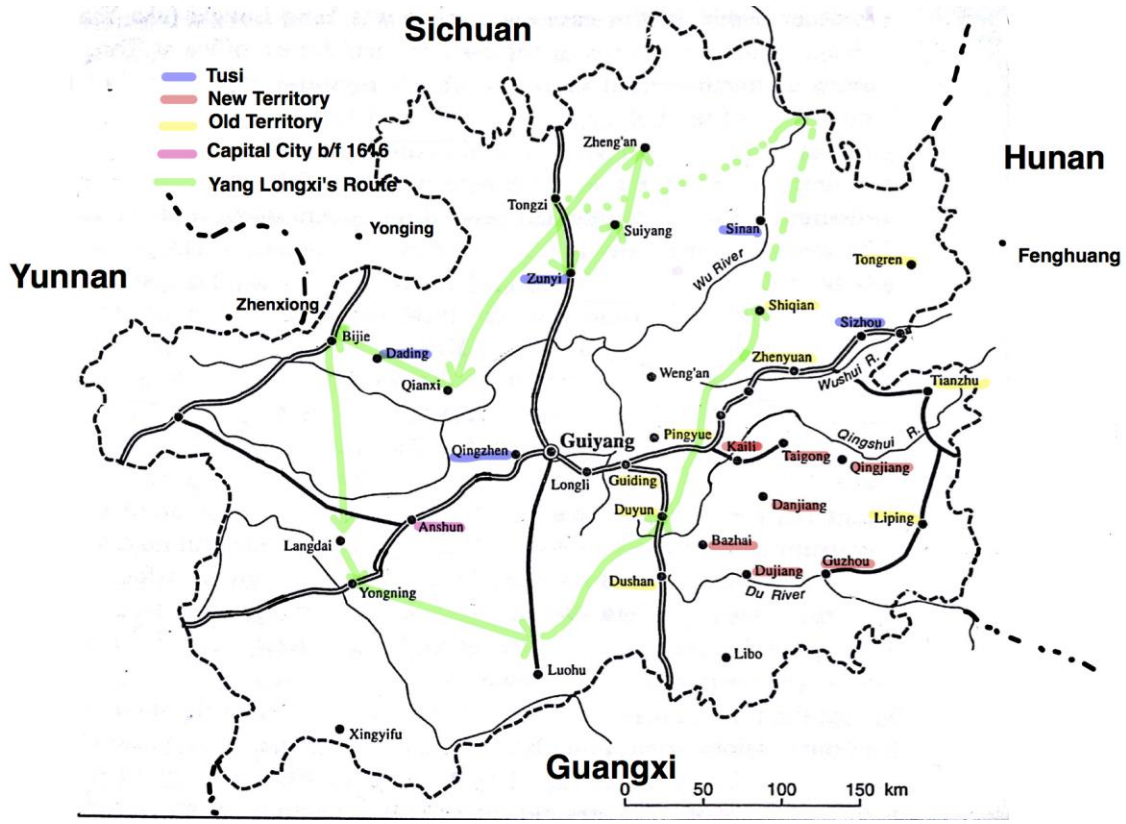 Sichuan
Tusi
New Territory
Old Territory
Capital City b/f 1616
Yang Longxi's Route
Zheng'an
Hunan
Tongzi
Yonging
Suiyang
Sinan
Wu River
Tongren
Fenghuang
Yunnan
Zunyi
Zhenxiong
Shiqian
Sizhou
Bijie
Dading
Zhenyuan
Wushui R.
Qianxi
Weng'an
Tianzhu
Pingyue
Qingshui R.
Guiyang
Kaili
Qingzhen
Taigong
Qingjiang
Longli
Guiding
Danjiang
Anshun
Duyun
Liping
Langdai
Bazhai
Guzhou
Dushan
Dujiang
Yongning
Du River
Libo
Luohu
Xingyifu
Guangxi
0 50 100 150 km